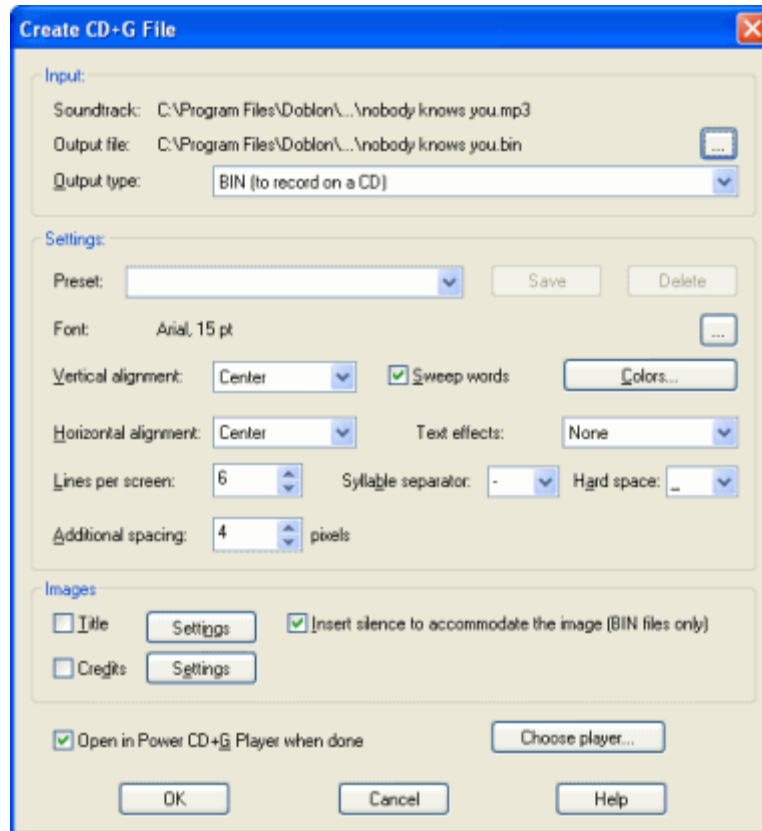 Create CD+G File
Input:
Soundtrack: C:\Program Files\Doblon\...\nobody knows you.mp3
Output file: C:\Program Files\Doblon\...\nobody knows you.bin
...
Output type: BIN (to record on a CD)
Settings:
Preset: Save Delete
Font: Arial, 15 pt ...
Vertical alignment: Center Sweep words Colors...
Horizontal alignment: Center Text effects: None
Lines per screen: 6 Syllable separator: - Hard space: _
Additional spacing: 4 pixels
Images
Title Settings Insert silence to accommodate the image (BIN files only)
Credits Settings
Open in Power CD+G Player when done Choose player...
OK Cancel Help